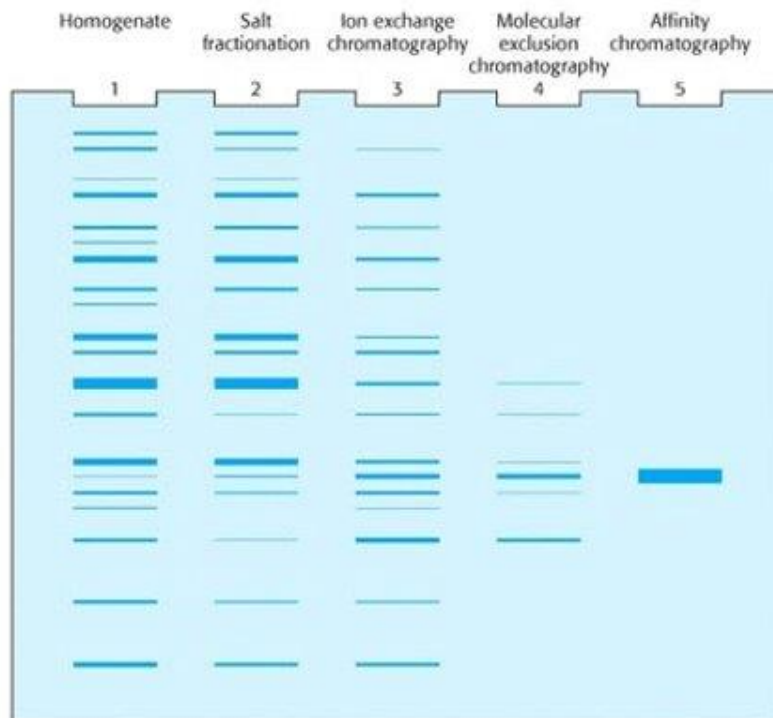 Homogenate
Salt
fractionation
Ion exchange
chromatography
Molecular
exclusion
chromatography
Affinity
chromatography
1
2
3
4
5